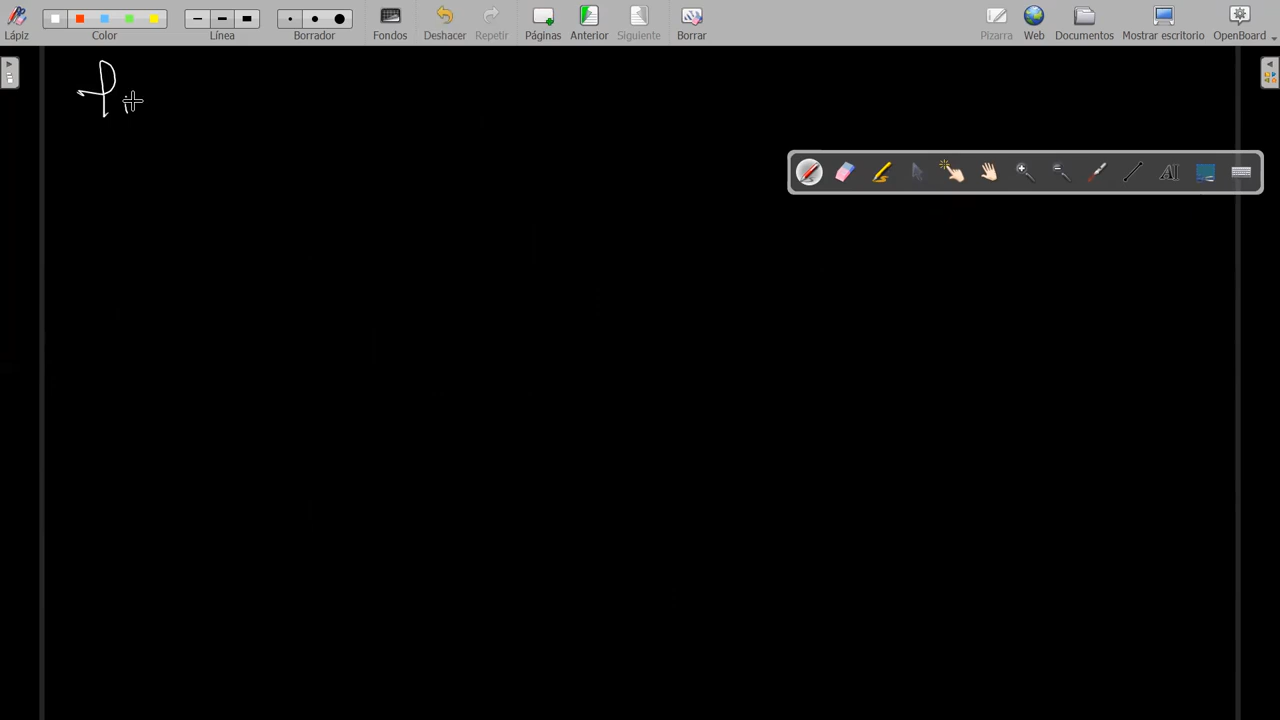 Lápiz Color Línea Borrador Fondos Deshacer Repetir Páginas Anterior Siguiente Borrar Pizarra Web Documentos Mostrar escritorio OpenBoard
P